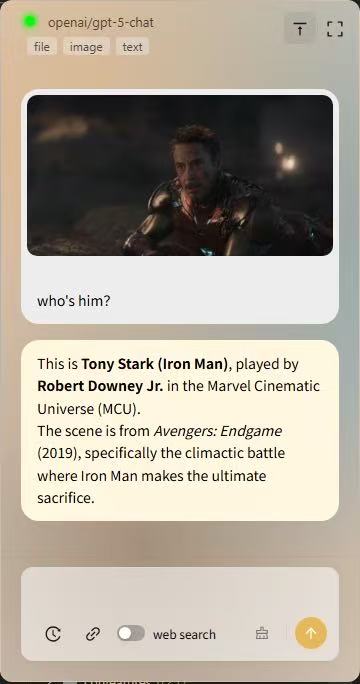 openai/gpt-5-chat
file image text
who's him?
This is Tony Stark (Iron Man), played by
Robert Downey Jr. in the Marvel Cinematic
Universe (MCU).
The scene is from Avengers: Endgame
(2019), specifically the climactic battle
where Iron Man makes the ultimate
sacrifice.
web search